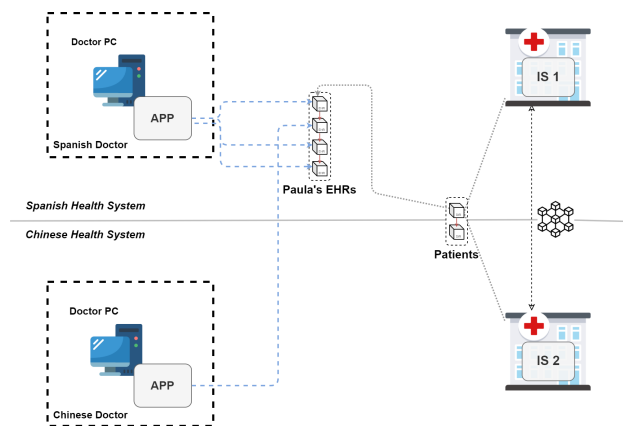 Doctor PC
APP
Spanish Doctor
IS 1
Paula's EHRs
Spanish Health System
Chinese Health System
Patients
Doctor PC
APP
Chinese Doctor
IS 2